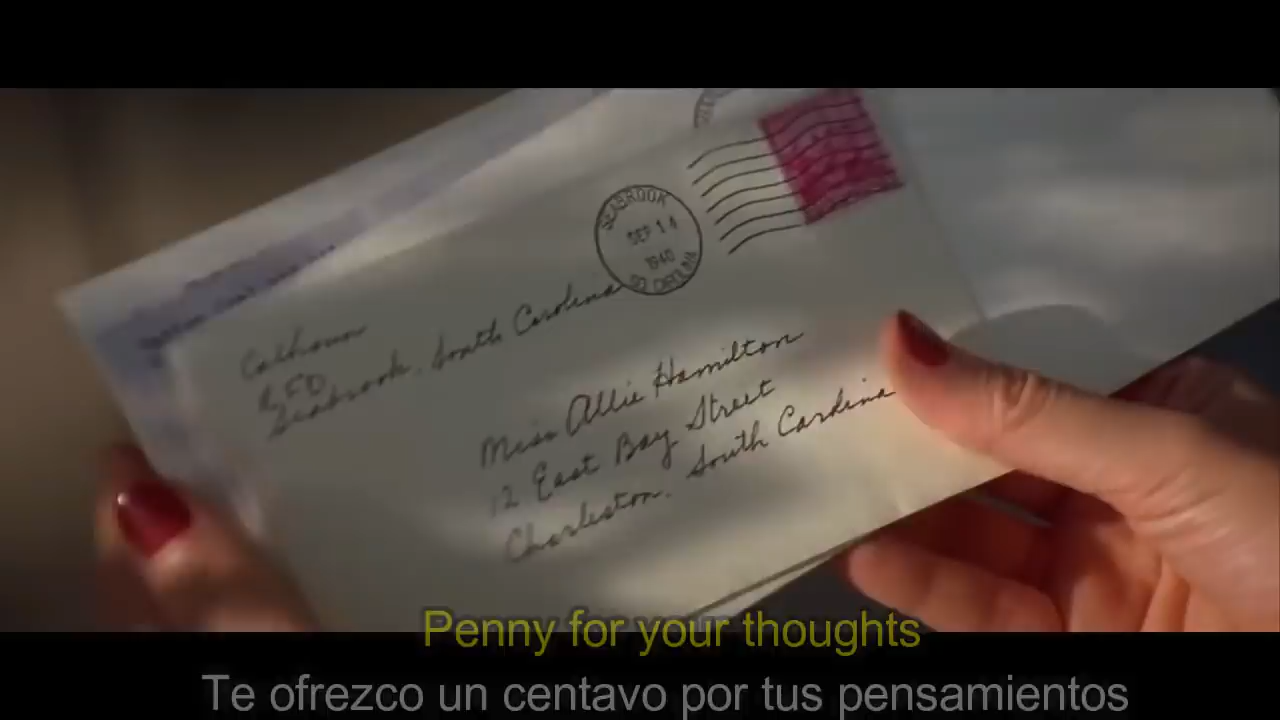 SEABROOK
SEP 14
1940
SO CAROLINA
Calhoun
RFD
Seabrook, South Carolina
Miss Allie Hamilton
12 East Bay Street
Charleston, South Carolina
Penny for your thoughts
Te ofrezco un centavo por tus pensamientos